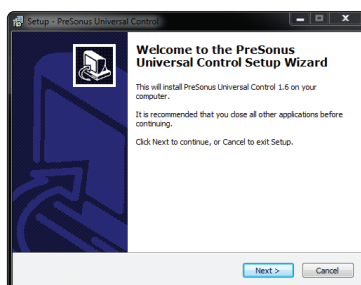 Setup - PreSonus Universal Control
Welcome to the PreSonus
Universal Control Setup Wizard
This will install PreSonus Universal Control 1.6 on your
computer.
It is recommended that you close all other applications before
continuing.
Click Next to continue, or Cancel to exit Setup.
Next >
Cancel